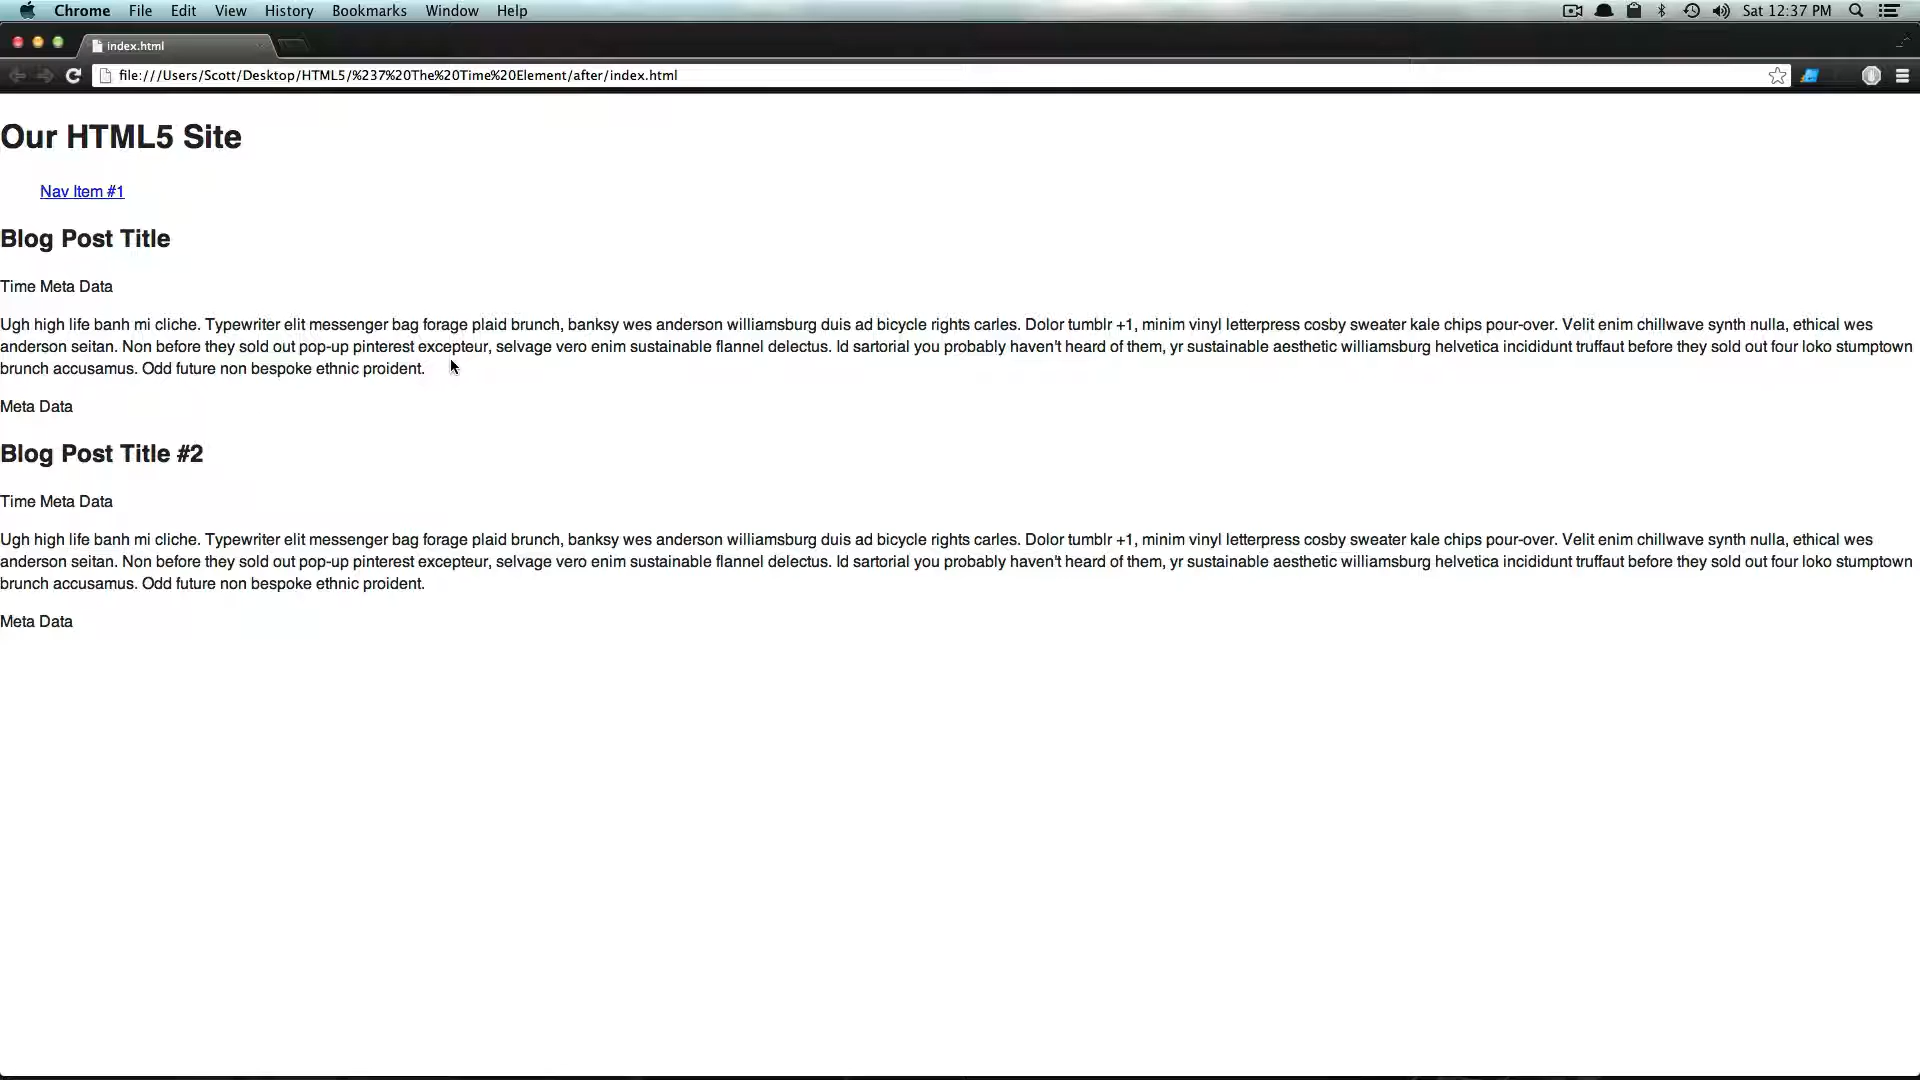 Chrome File Edit View History Bookmarks Window Help Sat 12:37 PM
index.html
file:///Users/Scott/Desktop/HTML5/%237%20The%20Time%20Element/after/index.html
Our HTML5 Site
Nav Item #1
Blog Post Title
Time Meta Data
Ugh high life banh mi cliche. Typewriter elit messenger bag forage plaid brunch, banksy wes anderson williamsburg duis ad bicycle rights carles. Dolor tumblr +1, minim vinyl letterpress cosby sweater kale chips pour-over. Velit enim chillwave synth nulla, ethical wes
anderson seitan. Non before they sold out pop-up pinterest excepteur, selvage vero enim sustainable flannel delectus. Id sartorial you probably haven't heard of them, yr sustainable aesthetic williamsburg helvetica incididunt truffaut before they sold out four loko stumptown
brunch accusamus. Odd future non bespoke ethnic proident.
Meta Data
Blog Post Title #2
Time Meta Data
Ugh high life banh mi cliche. Typewriter elit messenger bag forage plaid brunch, banksy wes anderson williamsburg duis ad bicycle rights carles. Dolor tumblr +1, minim vinyl letterpress cosby sweater kale chips pour-over. Velit enim chillwave synth nulla, ethical wes
anderson seitan. Non before they sold out pop-up pinterest excepteur, selvage vero enim sustainable flannel delectus. Id sartorial you probably haven't heard of them, yr sustainable aesthetic williamsburg helvetica incididunt truffaut before they sold out four loko stumptown
brunch accusamus. Odd future non bespoke ethnic proident.
Meta Data